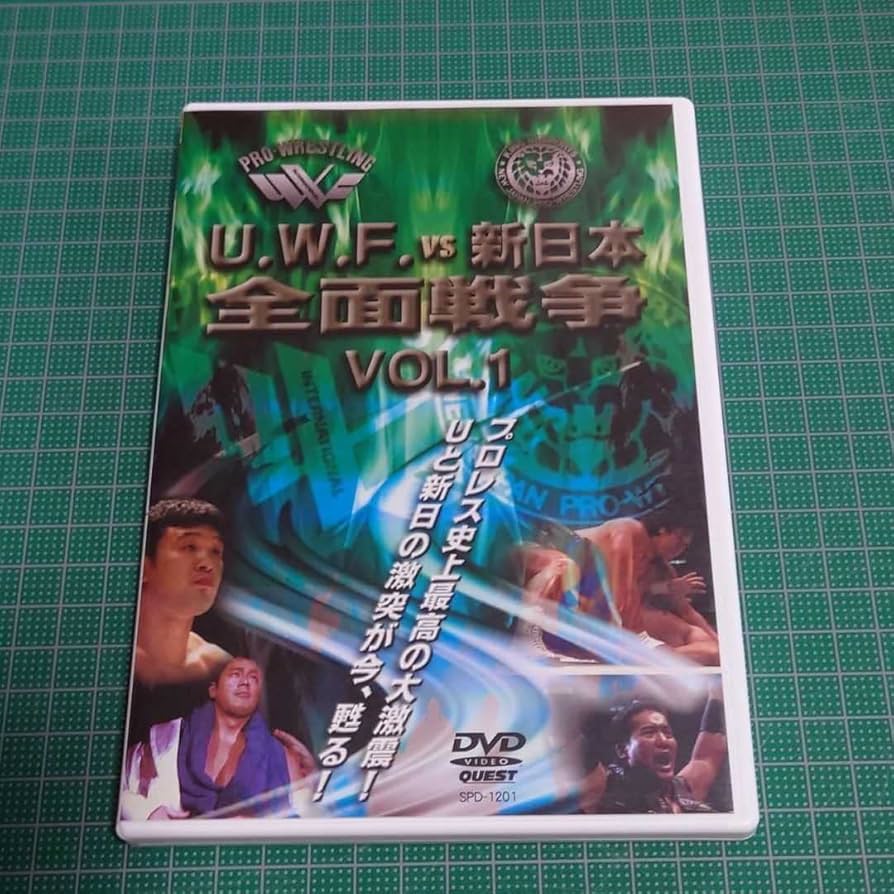 PRO-WRESTLING
UWF
U.W.F. vs 新日本
全面戦争
VOL.1
INTERNATIONAL
プロレス史上最高の大激震！
Uと新日の激突が今、甦る！
DVD
VIDEO
QUEST
SPD-1201